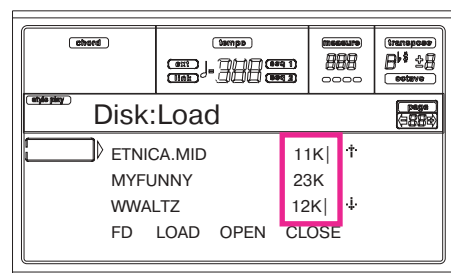 chord tempo measure transpose
ext seq 1
link seq 2
octave
style play Disk:Load page
ETNICA.MID 11K
MYFUNNY 23K
WWALTZ 12K
FD LOAD OPEN CLOSE